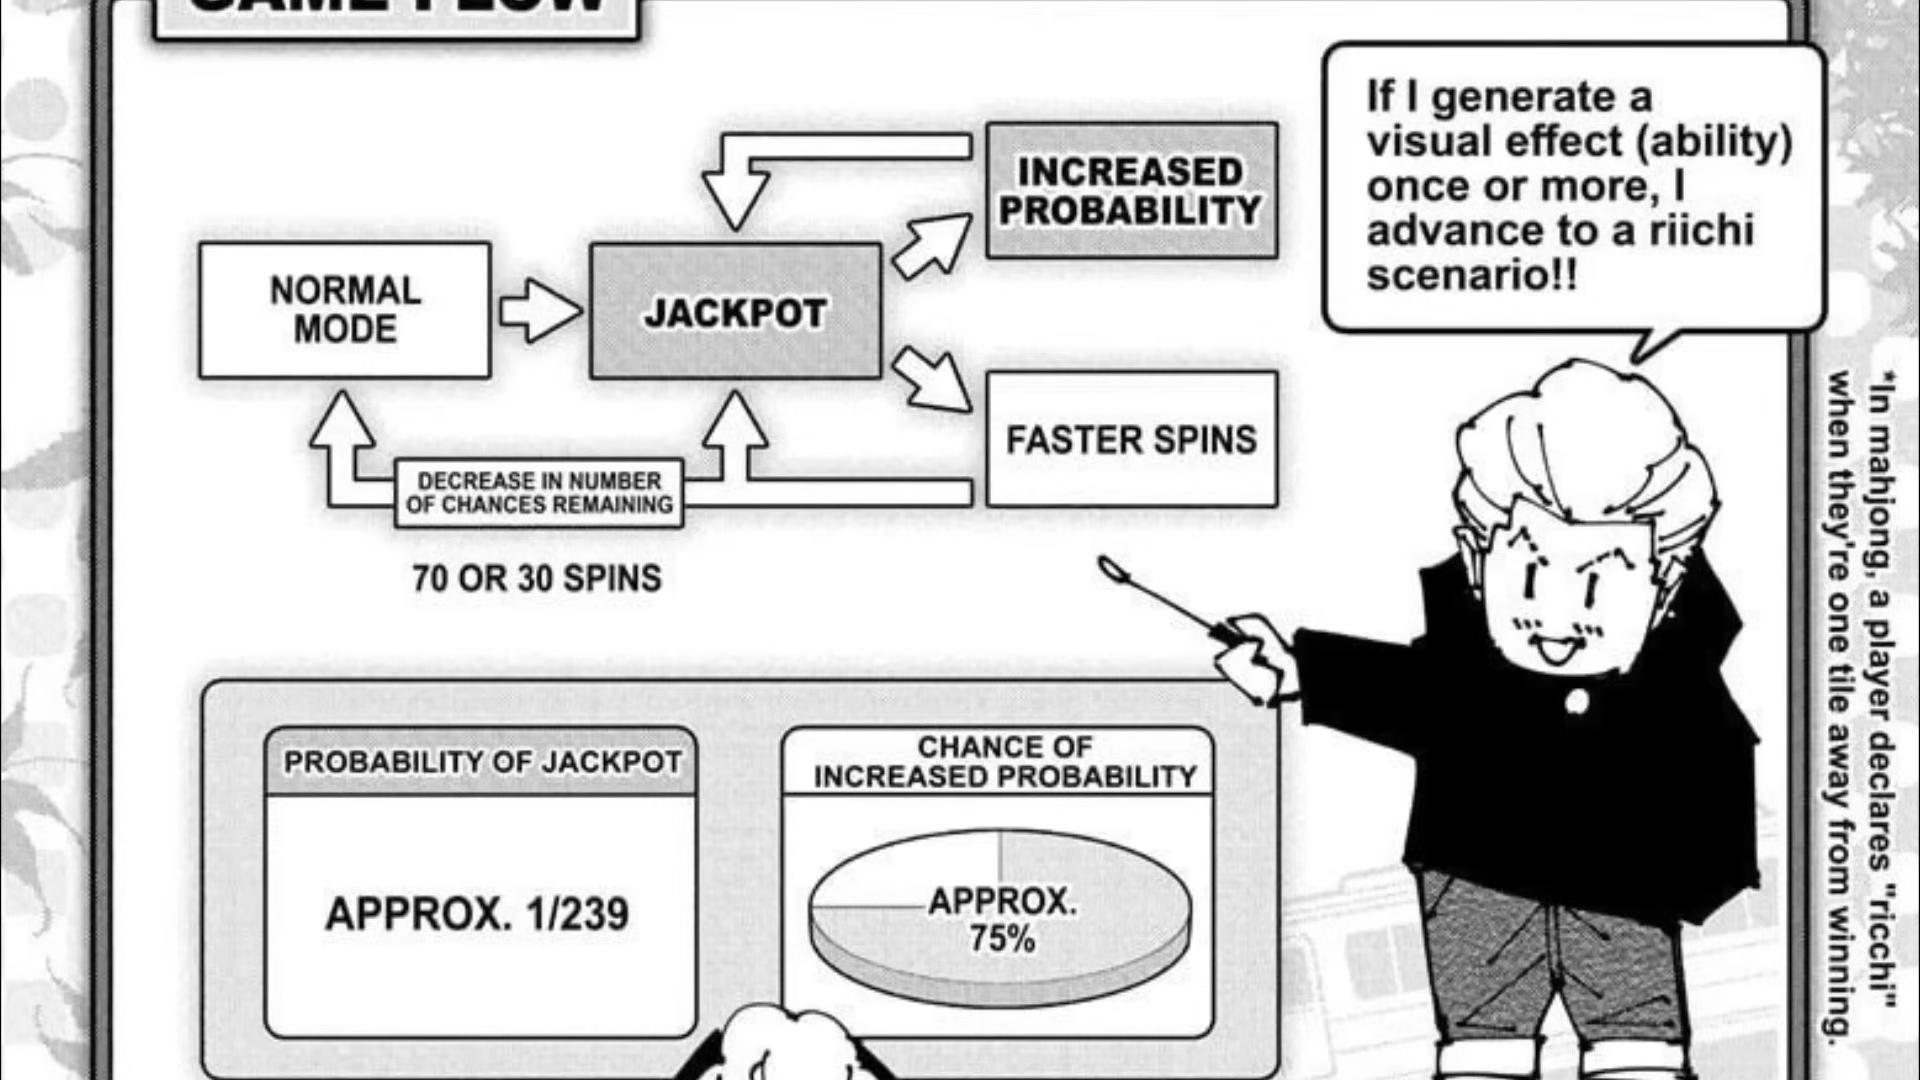 GAME FLOW
If I generate a
visual effect (ability)
once or more, I
advance to a riichi
scenario!!
INCREASED
PROBABILITY
NORMAL
MODE
JACKPOT
FASTER SPINS
DECREASE IN NUMBER
OF CHANCES REMAINING
70 OR 30 SPINS
*In mahjong, a player declares "ricchi"
when they're one tile away from winning.
PROBABILITY OF JACKPOT
APPROX. 1/239
CHANCE OF
INCREASED PROBABILITY
APPROX.
75%